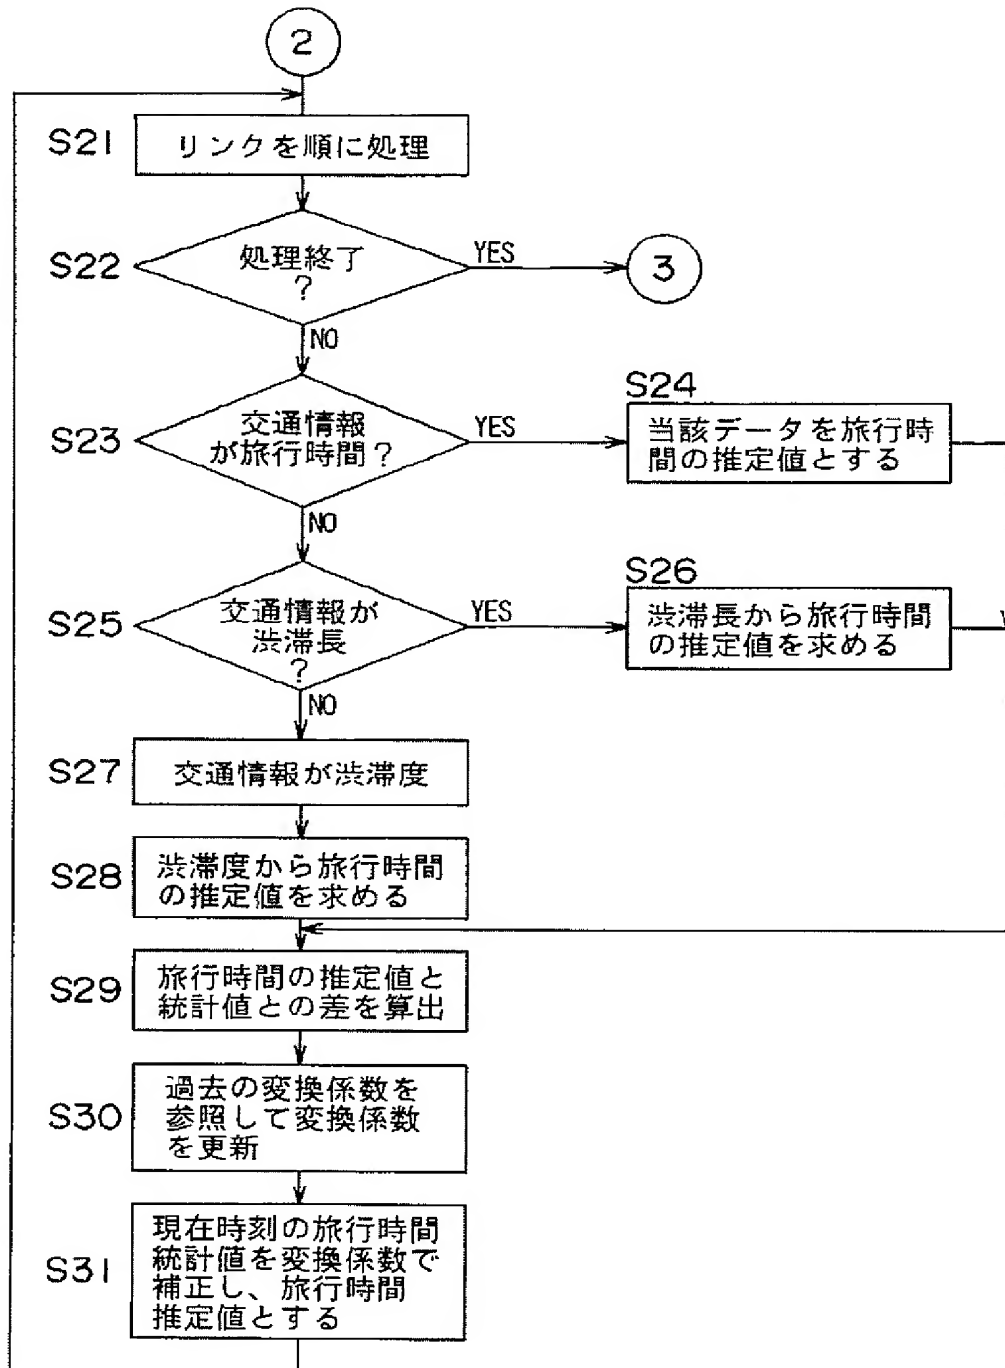 2
S21
リンクを順に処理
S22
処理終了
?
YES
3
NO
S23
交通情報
が旅行時間?
YES
S24
当該データを旅行時
間の推定値とする
NO
S25
交通情報が
渋滞長
?
YES
S26
渋滞長から旅行時間
の推定値を求める
NO
S27
交通情報が渋滞度
S28
渋滞度から旅行時間
の推定値を求める
S29
旅行時間の推定値と
統計値との差を算出
S30
過去の変換係数を
参照して変換係数
を更新
S31
現在時刻の旅行時間
統計値を変換係数で
補正し、旅行時間
推定値とする